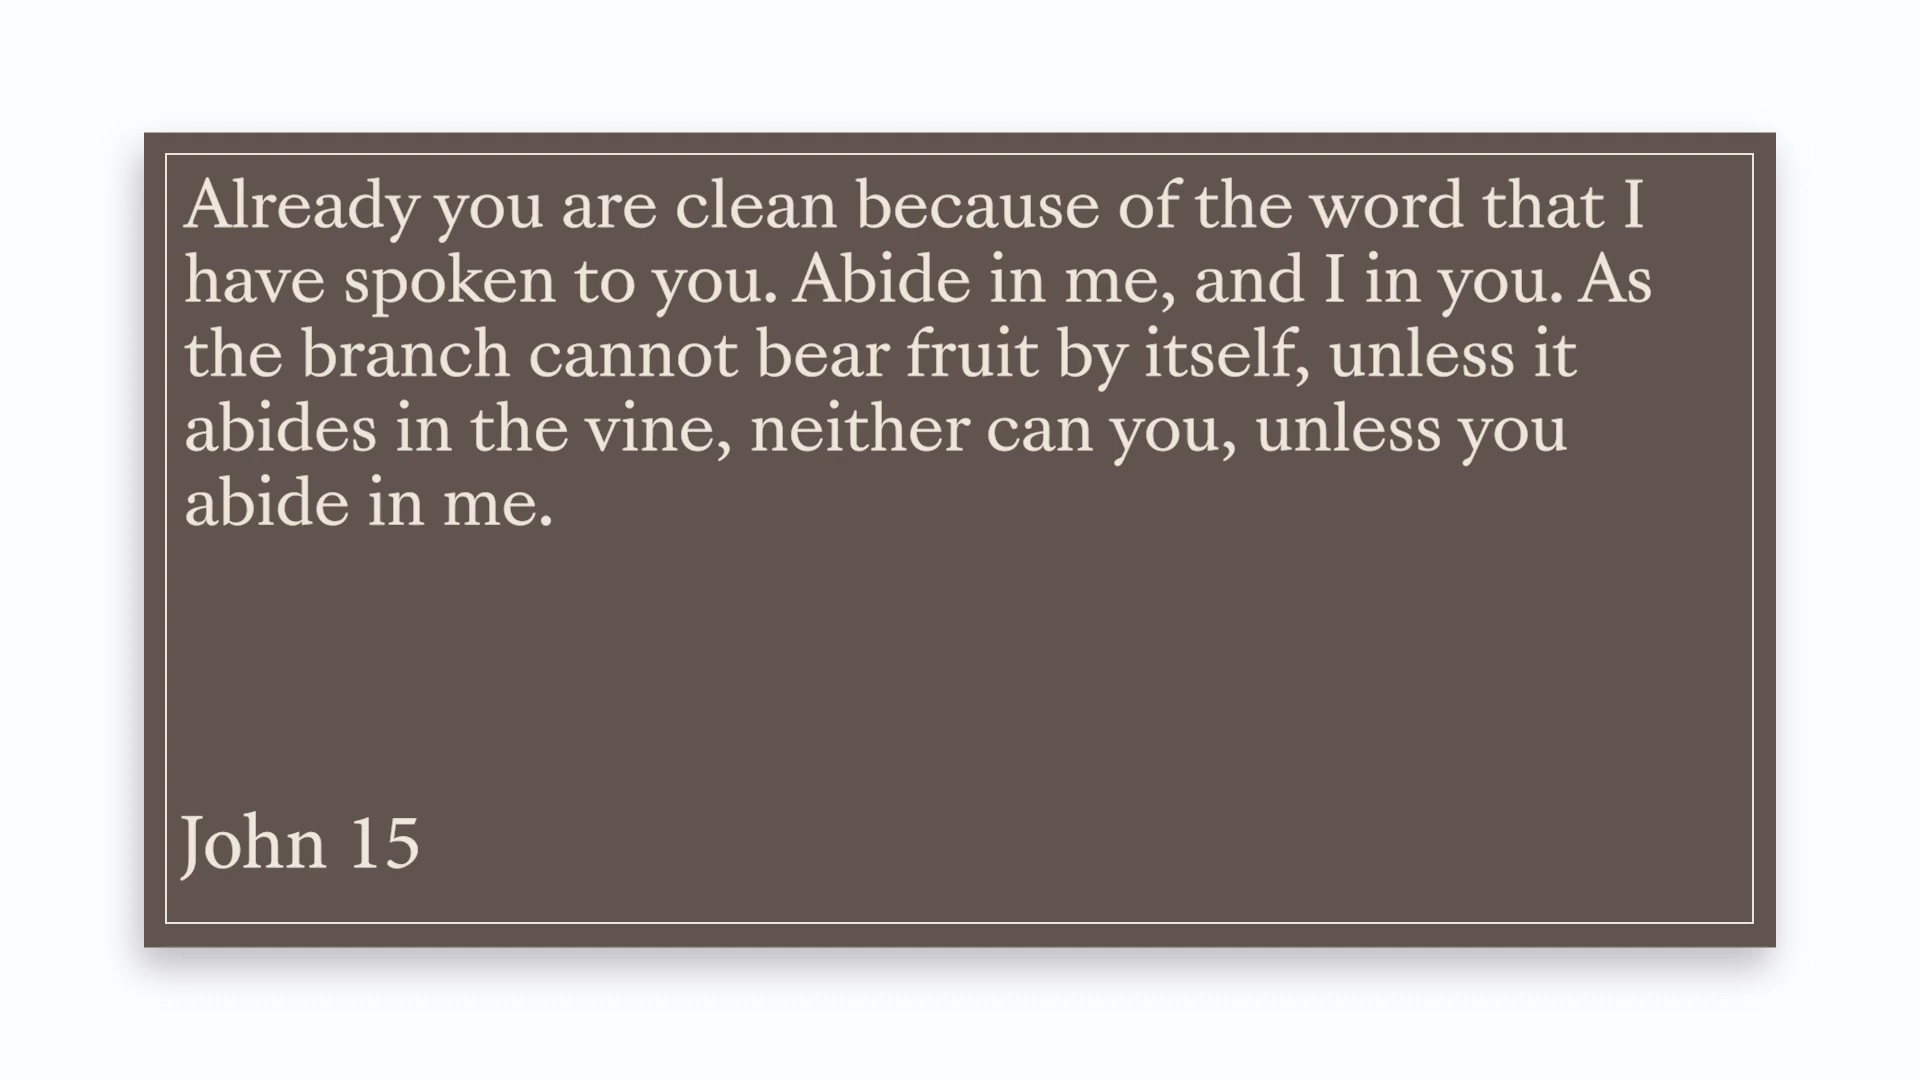 Already you are clean because of the word that I
have spoken to you. Abide in me, and I in you. As
the branch cannot bear fruit by itself, unless it
abides in the vine, neither can you, unless you
abide in me.
John 15